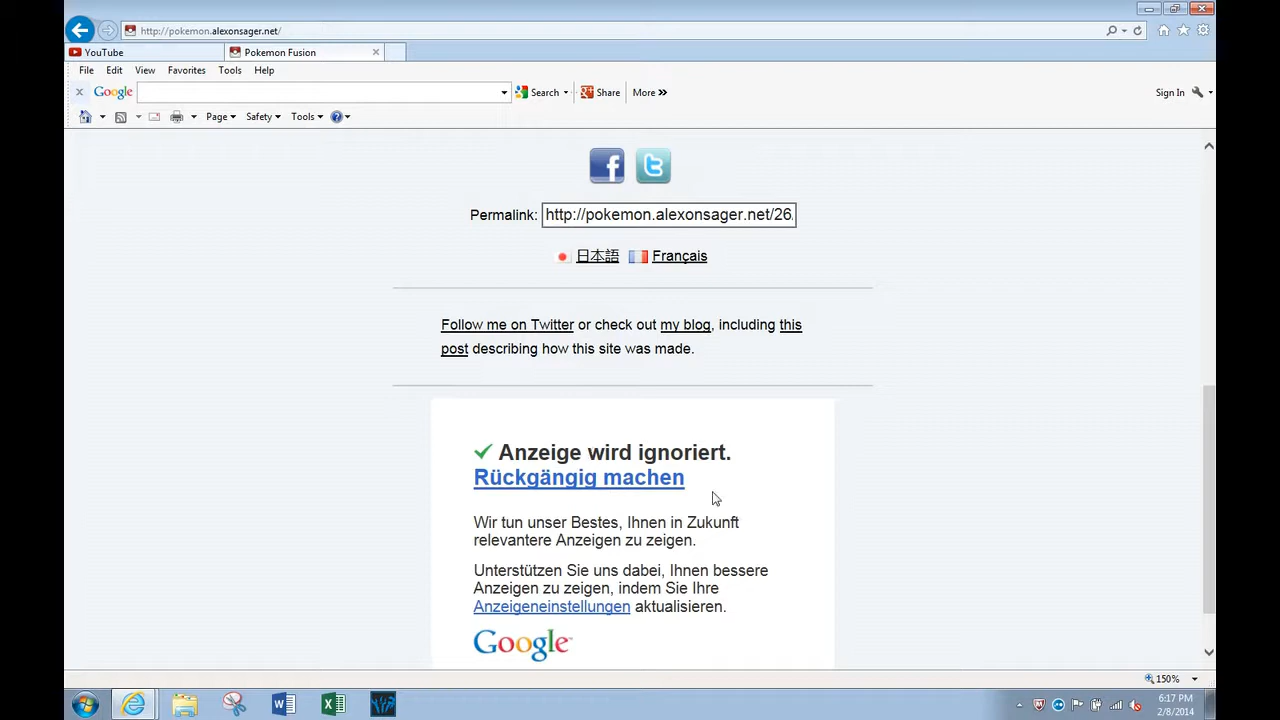 http://pokemon.alexonsager.net/
YouTube
Pokemon Fusion
File Edit View Favorites Tools Help
Google Search Share More »
Sign In
Page Safety Tools
Permalink: http://pokemon.alexonsager.net/26.
日本語 Français
Follow me on Twitter or check out my blog, including this
post describing how this site was made.
Anzeige wird ignoriert.
Rückgängig machen
Wir tun unser Bestes, Ihnen in Zukunft
relevantere Anzeigen zu zeigen.
Unterstützen Sie uns dabei, Ihnen bessere
Anzeigen zu zeigen, indem Sie Ihre
Anzeigeneinstellungen aktualisieren.
Google
150%
6:17 PM
2/8/2014